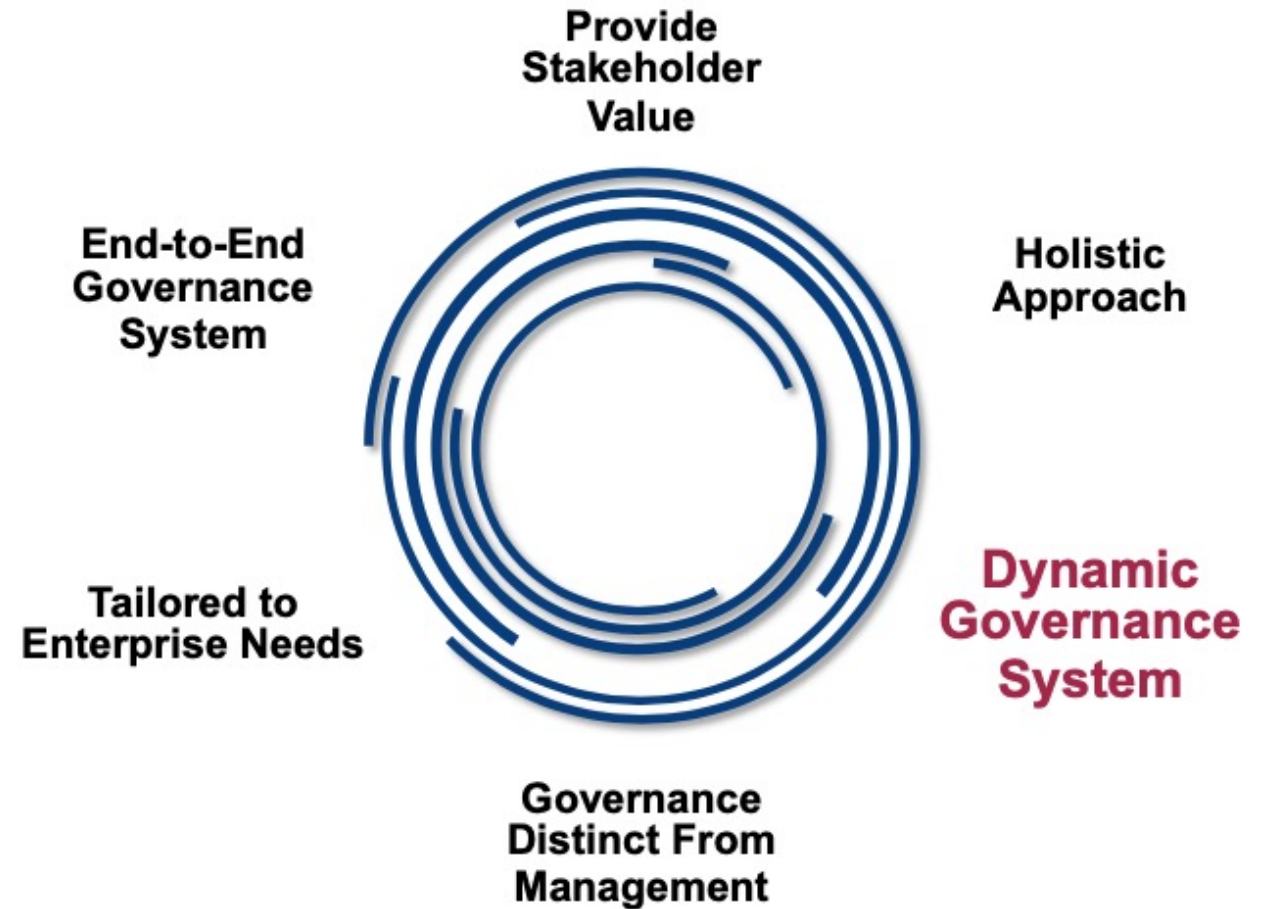 Provide
Stakeholder
Value
End-to-End
Governance
System
Holistic
Approach
Tailored to
Enterprise Needs
Dynamic
Governance
System
Governance
Distinct From
Management